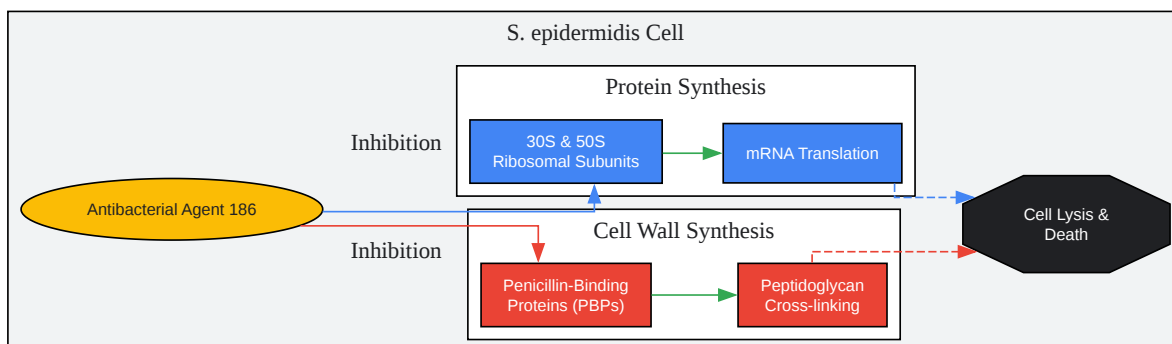 S. epidermidis Cell
Protein Synthesis
Inhibition
30S & 50S
Ribosomal Subunits
mRNA Translation
Antibacterial Agent 186
Cell Lysis &
Death
Inhibition
Cell Wall Synthesis
Penicillin-Binding
Proteins (PBPs)
Peptidoglycan
Cross-linking